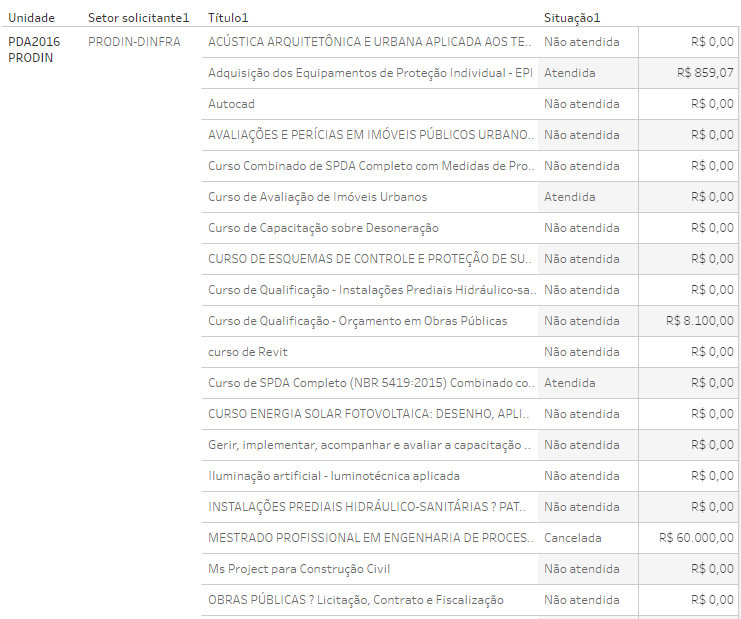 Unidade Setor solicitante1 Título1 Situação1
PDA2016 PRODIN-DINFRA ACÚSTICA ARQUITETÔNICA E URBANA APLICADA AOS TE.. Não atendida R$ 0,00
PRODIN
Adquisição dos Equipamentos de Proteção Individual - EPI Atendida R$ 859,07
Autocad Não atendida R$ 0,00
AVALIAÇÕES E PERÍCIAS EM IMÓVEIS PÚBLICOS URBANO.. Não atendida R$ 0,00
Curso Combinado de SPDA Completo com Medidas de Pro.. Não atendida R$ 0,00
Curso de Avaliação de Imóveis Urbanos Atendida R$ 0,00
Curso de Capacitação sobre Desoneração Não atendida R$ 0,00
CURSO DE ESQUEMAS DE CONTROLE E PROTEÇÃO DE SU.. Não atendida R$ 0,00
Curso de Qualificação - Instalações Prediais Hidráulico-sa.. Não atendida R$ 0,00
Curso de Qualificação - Orçamento em Obras Públicas Não atendida R$ 8.100,00
curso de Revit Não atendida R$ 0,00
Curso de SPDA Completo (NBR 5419:2015) Combinado co.. Atendida R$ 0,00
CURSO ENERGIA SOLAR FOTOVOLTAICA: DESENHO, APLI.. Não atendida R$ 0,00
Gerir, implementar, acompanhar e avaliar a capacitação .. Não atendida R$ 0,00
Iluminação artificial - luminotécnica aplicada Não atendida R$ 0,00
INSTALAÇÕES PREDIAIS HIDRÁULICO-SANITÁRIAS ? PAT.. Não atendida R$ 0,00
MESTRADO PROFISSIONAL EM ENGENHARIA DE PROCES.. Cancelada R$ 60.000,00
Ms Project para Construção Civil Não atendida R$ 0,00
OBRAS PÚBLICAS ? Licitação, Contrato e Fiscalização Não atendida R$ 0,00